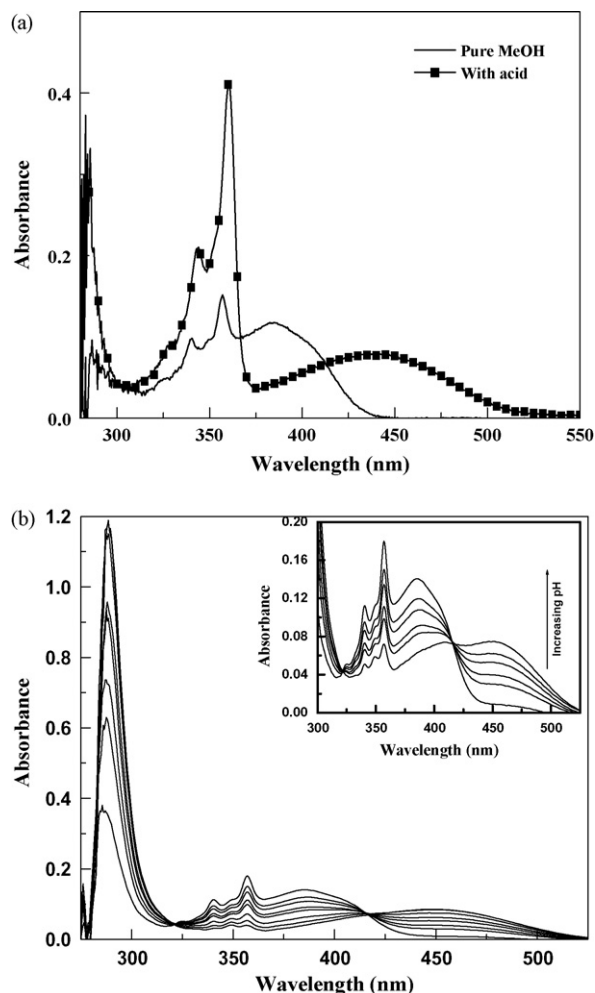 (a)
Pure MeOH
With acid
0.4
0.2
0.0
Absorbance
300 350 400 450 500 550
Wavelength (nm)
(b)
1.2
1.0
0.8
0.6
0.4
0.2
0.0
Absorbance
300 350 400 450 500
Wavelength (nm)
0.20
0.16
0.12
0.08
0.04
0.00
Absorbance
Increasing pH
300 350 400 450 500
Wavelength (nm)